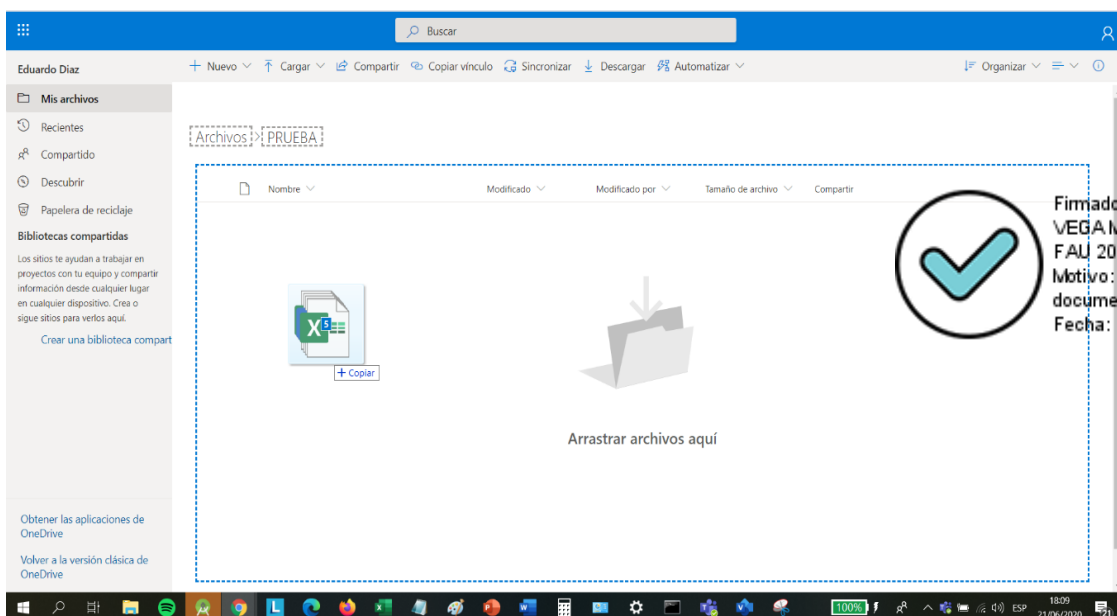 Buscar
Eduardo Diaz
Nuevo Cargar Compartir Copiar vínculo Sincronizar Descargar Automatizar Organizar
Mis archivos
Recientes
Compartido
Descubrir
Papelera de reciclaje
Bibliotecas compartidas
Los sitios te ayudan a trabajar en
proyectos con tu equipo y compartir
información desde cualquier lugar
en cualquier dispositivo. Crea o
sigue sitios para verlos aquí.
Crear una biblioteca compart
Obtener las aplicaciones de
OneDrive
Volver a la versión clásica de
OneDrive
Archivos > PRUEBA
Nombre Modificado Modificado por Tamaño de archivo Compartir
X 5
+ Copiar
Arrastrar archivos aquí
Firmado
VEGA M
FAU 20
Motivo:
docume
Fecha:
100% ESP
18:09
21/06/2020
21